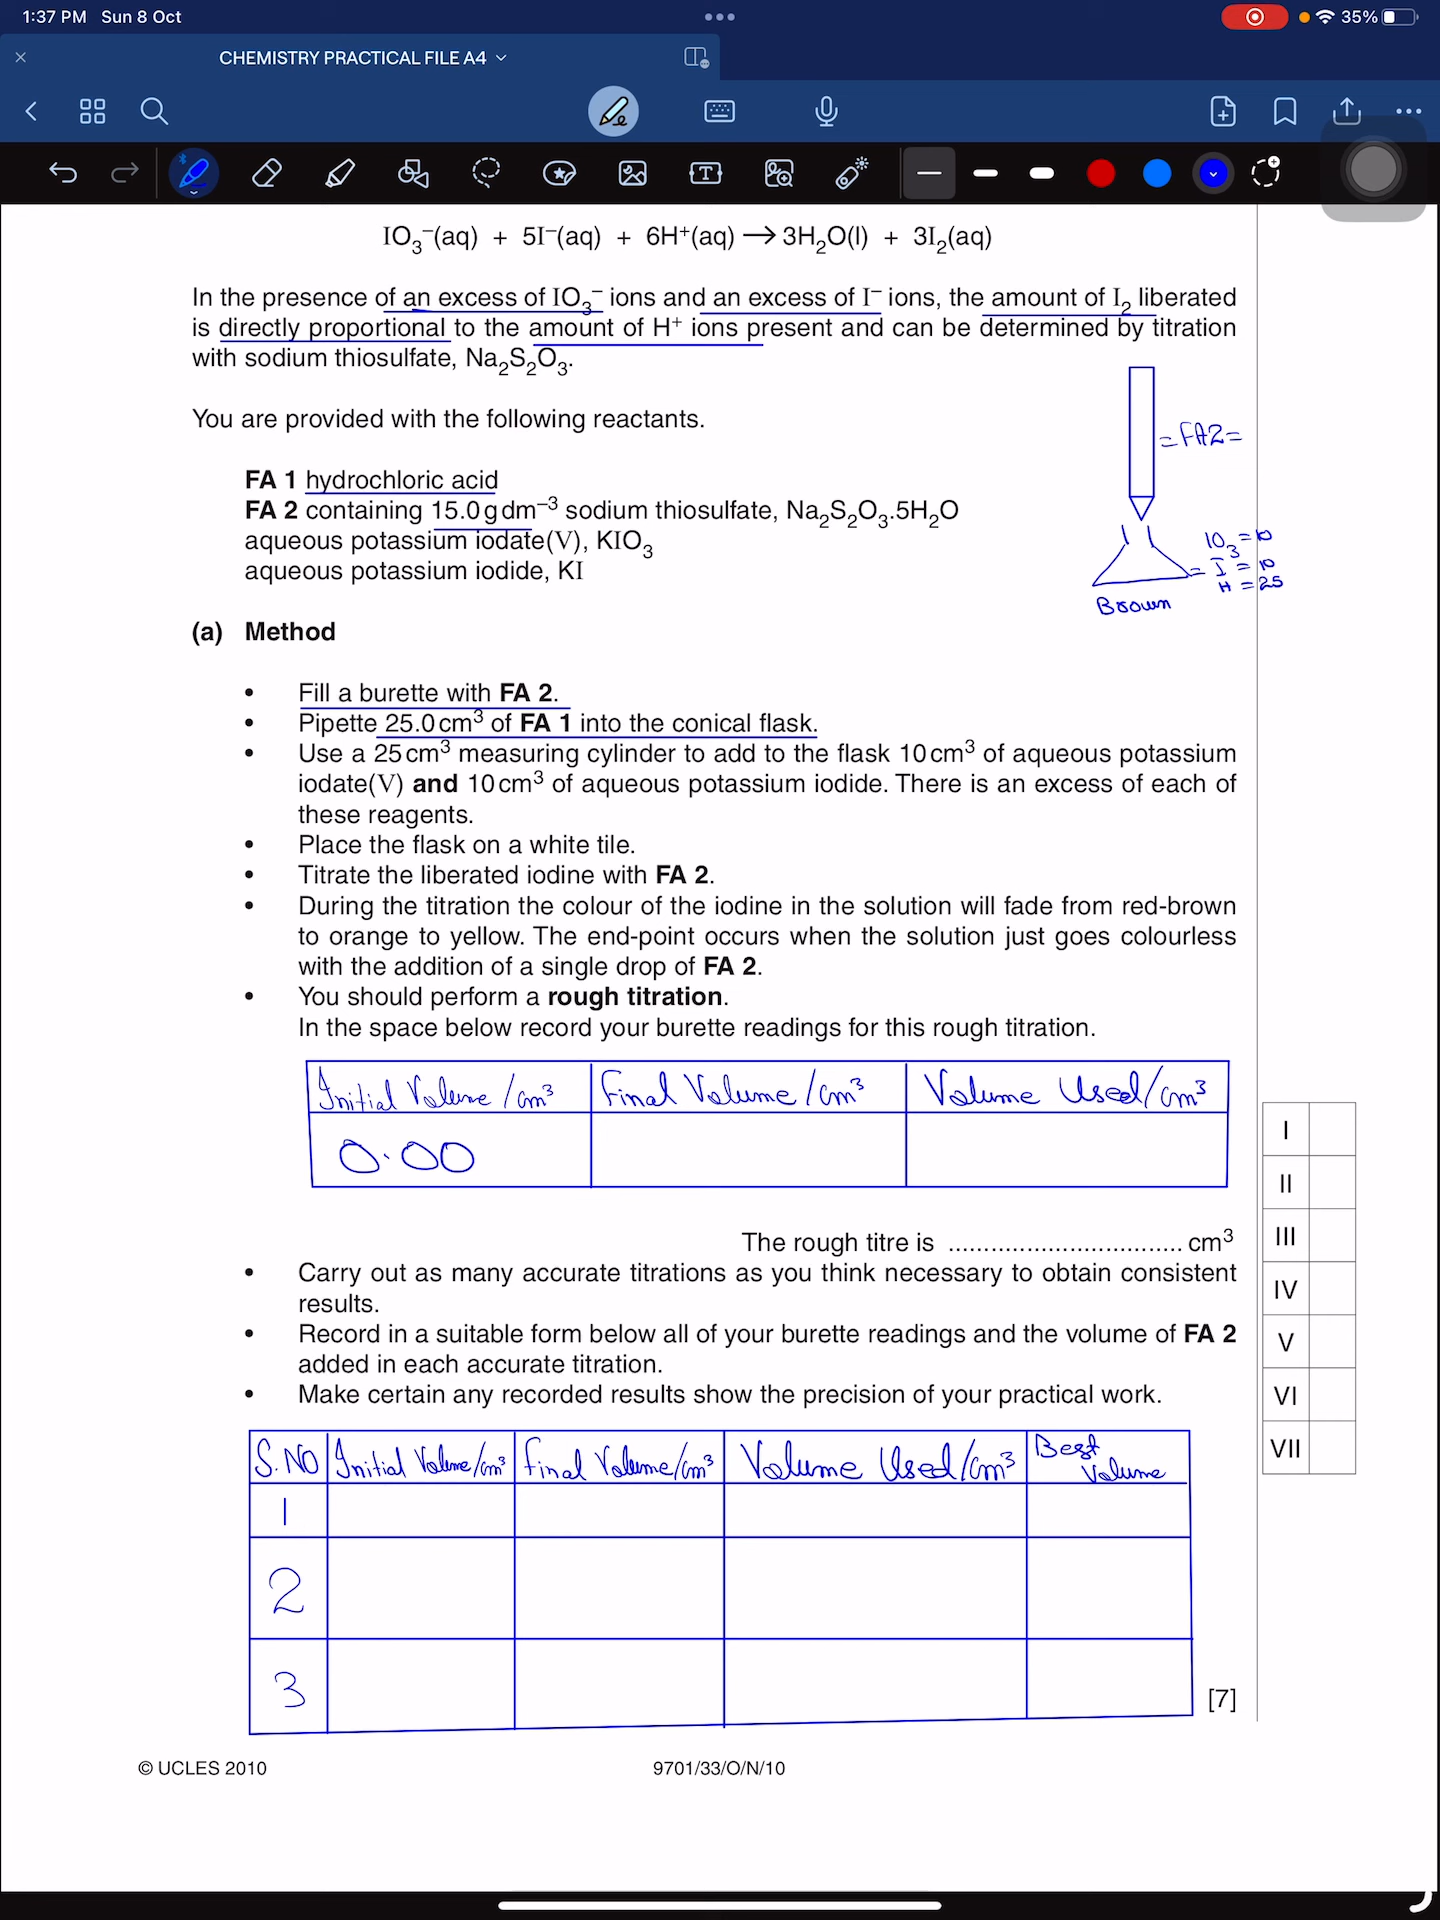 1:37 PM Sun 8 Oct
35%
CHEMISTRY PRACTICAL FILE A4
IO₃⁻(aq) + 5I⁻(aq) + 6H⁺(aq) → 3H₂O(l) + 3I₂(aq)
In the presence of an excess of IO₃⁻ ions and an excess of I⁻ ions, the amount of I₂ liberated
is directly proportional to the amount of H⁺ ions present and can be determined by titration
with sodium thiosulfate, Na₂S₂O₃.
You are provided with the following reactants.
=FA2=
FA 1 hydrochloric acid
FA 2 containing 15.0 g dm⁻³ sodium thiosulfate, Na₂S₂O₃.5H₂O
aqueous potassium iodate(V), KIO₃
aqueous potassium iodide, KI
IO₃ = 10
= I = 10
H = 25
Brown
(a) Method
• Fill a burette with FA 2.
• Pipette 25.0 cm³ of FA 1 into the conical flask.
• Use a 25 cm³ measuring cylinder to add to the flask 10 cm³ of aqueous potassium
iodate(V) and 10 cm³ of aqueous potassium iodide. There is an excess of each of
these reagents.
• Place the flask on a white tile.
• Titrate the liberated iodine with FA 2.
• During the titration the colour of the iodine in the solution will fade from red-brown
to orange to yellow. The end-point occurs when the solution just goes colourless
with the addition of a single drop of FA 2.
• You should perform a rough titration.
In the space below record your burette readings for this rough titration.
Initial Volume /cm³ Final Volume /cm³ Volume Used/cm³
0.00
I
II
III
IV
V
VI
VII
The rough titre is .................................. cm³
• Carry out as many accurate titrations as you think necessary to obtain consistent
results.
• Record in a suitable form below all of your burette readings and the volume of FA 2
added in each accurate titration.
• Make certain any recorded results show the precision of your practical work.
S.NO Initial Volume/cm³ Final Volume/cm³ Volume Used/cm³ Best Volume
1
2
3
[7]
© UCLES 2010 9701/33/O/N/10